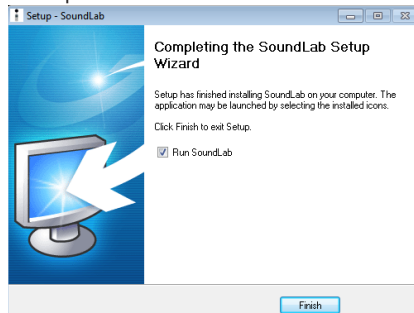 Setup - SoundLab
Completing the SoundLab Setup
Wizard
Setup has finished installing SoundLab on your computer. The
application may be launched by selecting the installed icons.
Click Finish to exit Setup.
Run SoundLab
Finish